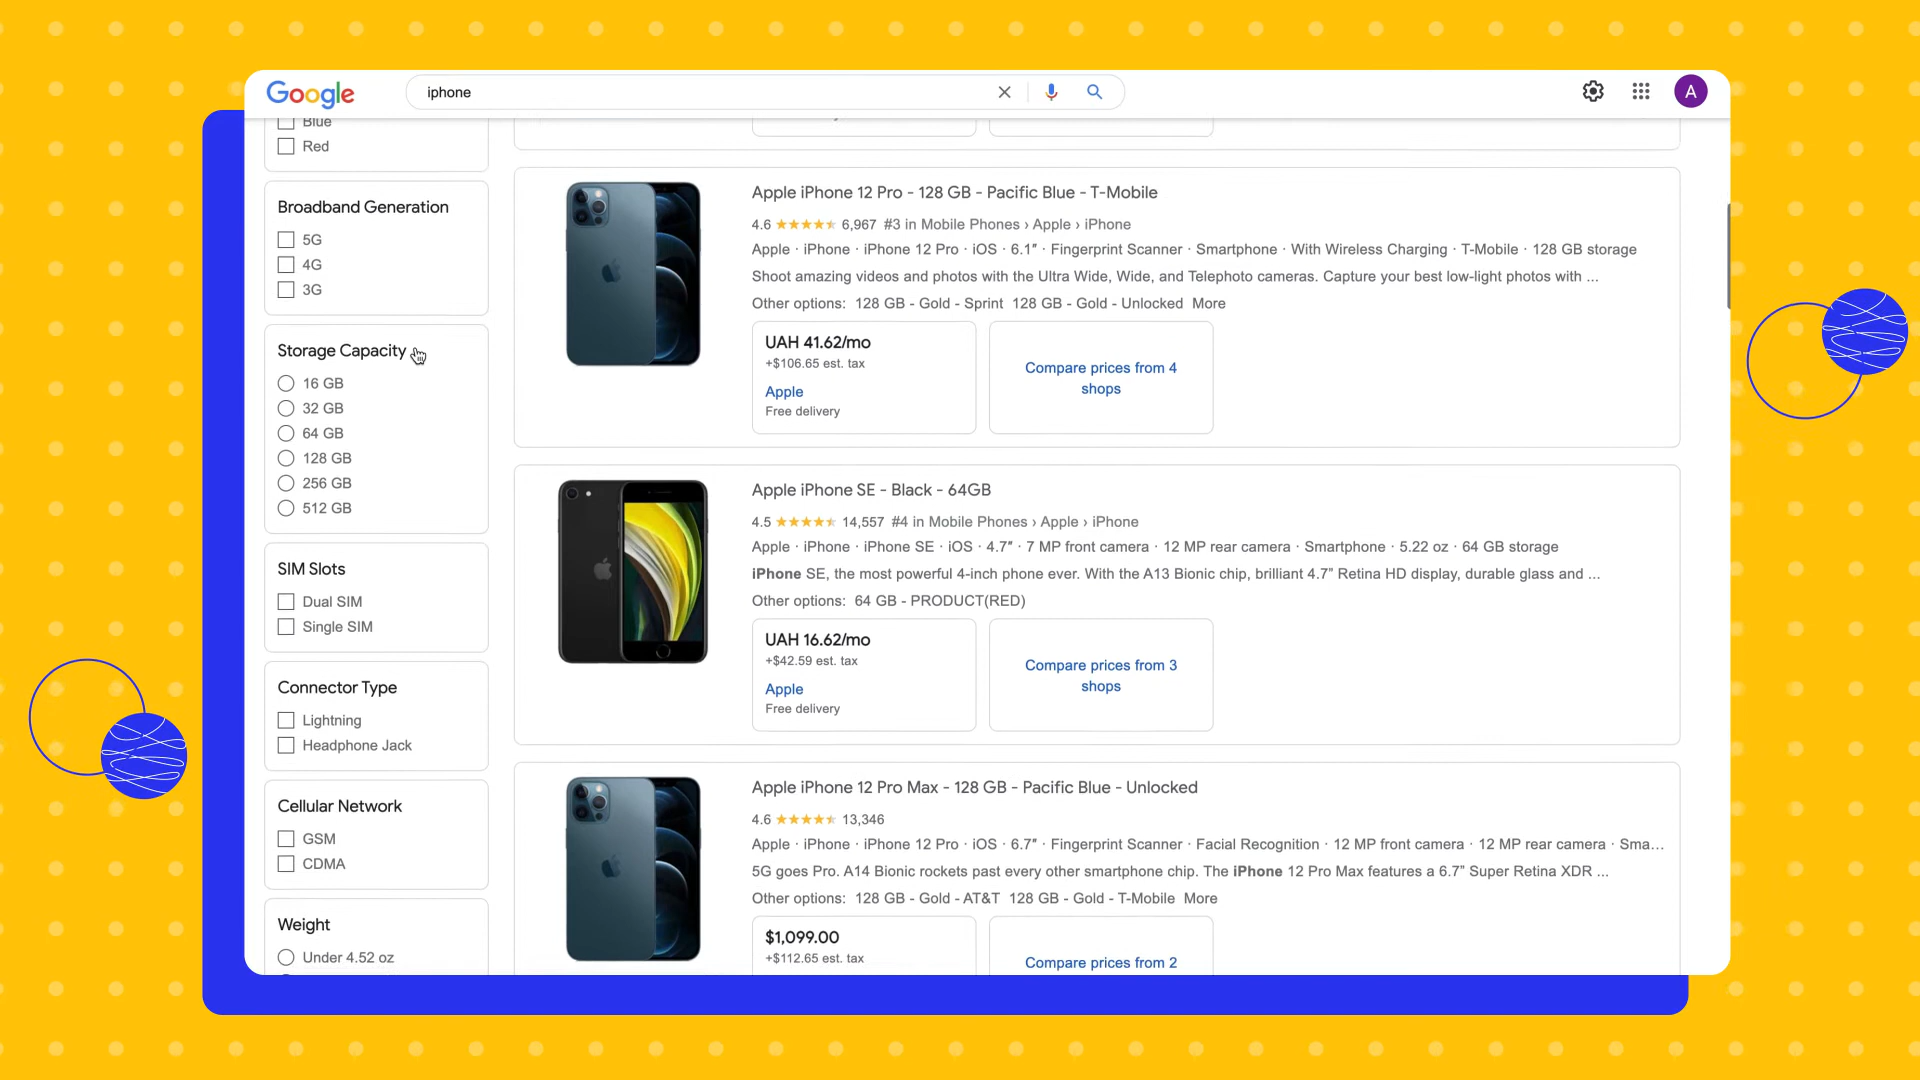 Google
iphone
A
Blue
Red
Broadband Generation
5G
4G
3G
Storage Capacity
16 GB
32 GB
64 GB
128 GB
256 GB
512 GB
SIM Slots
Dual SIM
Single SIM
Connector Type
Lightning
Headphone Jack
Cellular Network
GSM
CDMA
Weight
Under 4.52 oz
Apple iPhone 12 Pro - 128 GB - Pacific Blue - T-Mobile
4.6 6,967 #3 in Mobile Phones › Apple › iPhone
Apple · iPhone · iPhone 12 Pro · iOS · 6.1″ · Fingerprint Scanner · Smartphone · With Wireless Charging · T-Mobile · 128 GB storage
Shoot amazing videos and photos with the Ultra Wide, Wide, and Telephoto cameras. Capture your best low-light photos with ...
Other options: 128 GB - Gold - Sprint 128 GB - Gold - Unlocked More
UAH 41.62/mo
+$106.65 est. tax
Apple
Free delivery
Compare prices from 4
shops
Apple iPhone SE - Black - 64GB
4.5 14,557 #4 in Mobile Phones › Apple › iPhone
Apple · iPhone · iPhone SE · iOS · 4.7″ · 7 MP front camera · 12 MP rear camera · Smartphone · 5.22 oz · 64 GB storage
iPhone SE, the most powerful 4-inch phone ever. With the A13 Bionic chip, brilliant 4.7” Retina HD display, durable glass and ...
Other options: 64 GB - PRODUCT(RED)
UAH 16.62/mo
+$42.59 est. tax
Apple
Free delivery
Compare prices from 3
shops
Apple iPhone 12 Pro Max - 128 GB - Pacific Blue - Unlocked
4.6 13,346
Apple · iPhone · iPhone 12 Pro · iOS · 6.7″ · Fingerprint Scanner · Facial Recognition · 12 MP front camera · 12 MP rear camera · Sma...
5G goes Pro. A14 Bionic rockets past every other smartphone chip. The iPhone 12 Pro Max features a 6.7” Super Retina XDR ...
Other options: 128 GB - Gold - AT&T 128 GB - Gold - T-Mobile More
$1,099.00
+$112.65 est. tax
Compare prices from 2